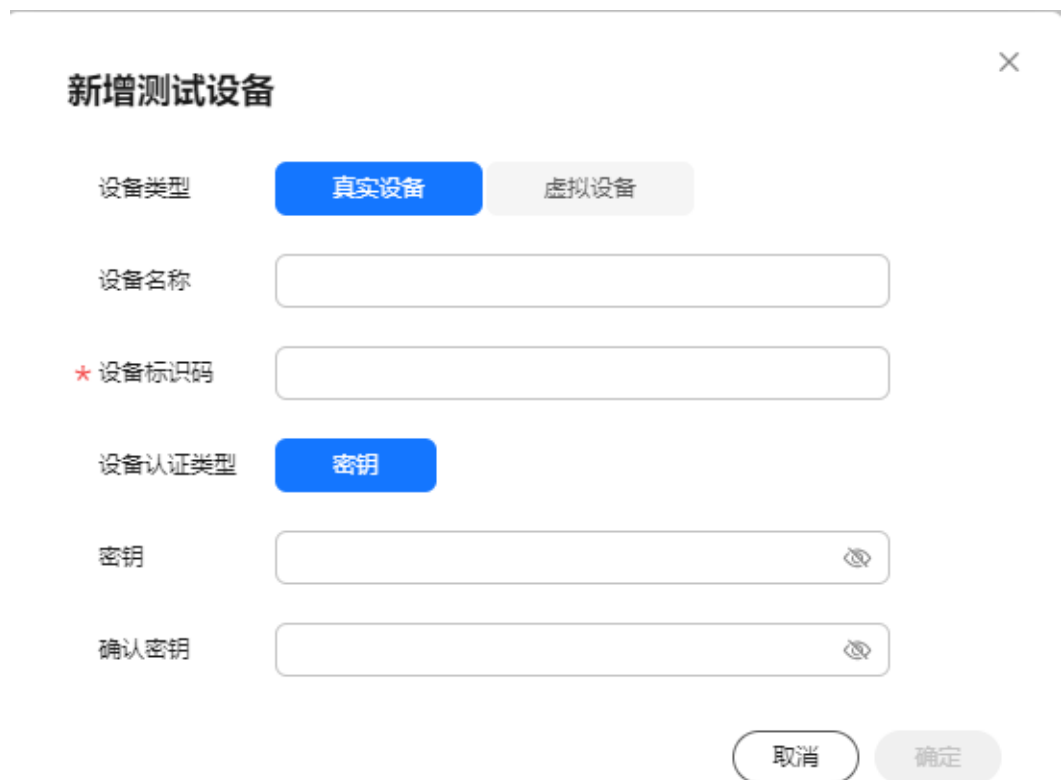 新增测试设备
设备类型 真实设备 虚拟设备
设备名称
* 设备标识码
设备认证类型 密钥
密钥
确认密钥
取消 确定